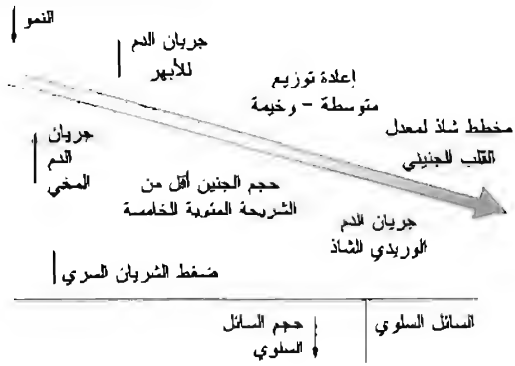 النمو
جريان الدم
للأبهر
إعادة توزيع
متوسطة - وخيمة
مخطط شاذ لمعدل
القلب الجنيني
جريان
الدم
المخي
حجم الجنين أقل من
الشريحة المئوية الخامسة
جريان الدم
الوريدي الشاذ
ضغط الشريان السري
حجم السائل
السلوي
السائل السلوي